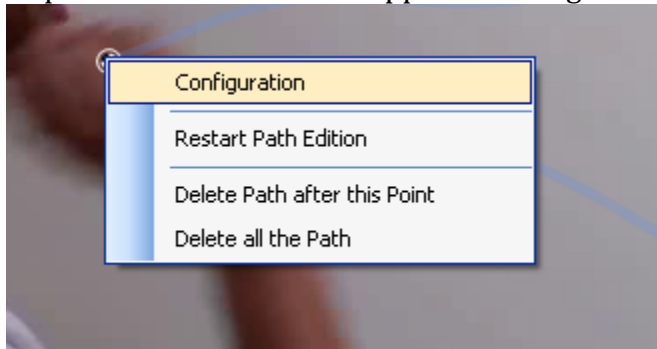 Configuration
Restart Path Edition
Delete Path after this Point
Delete all the Path